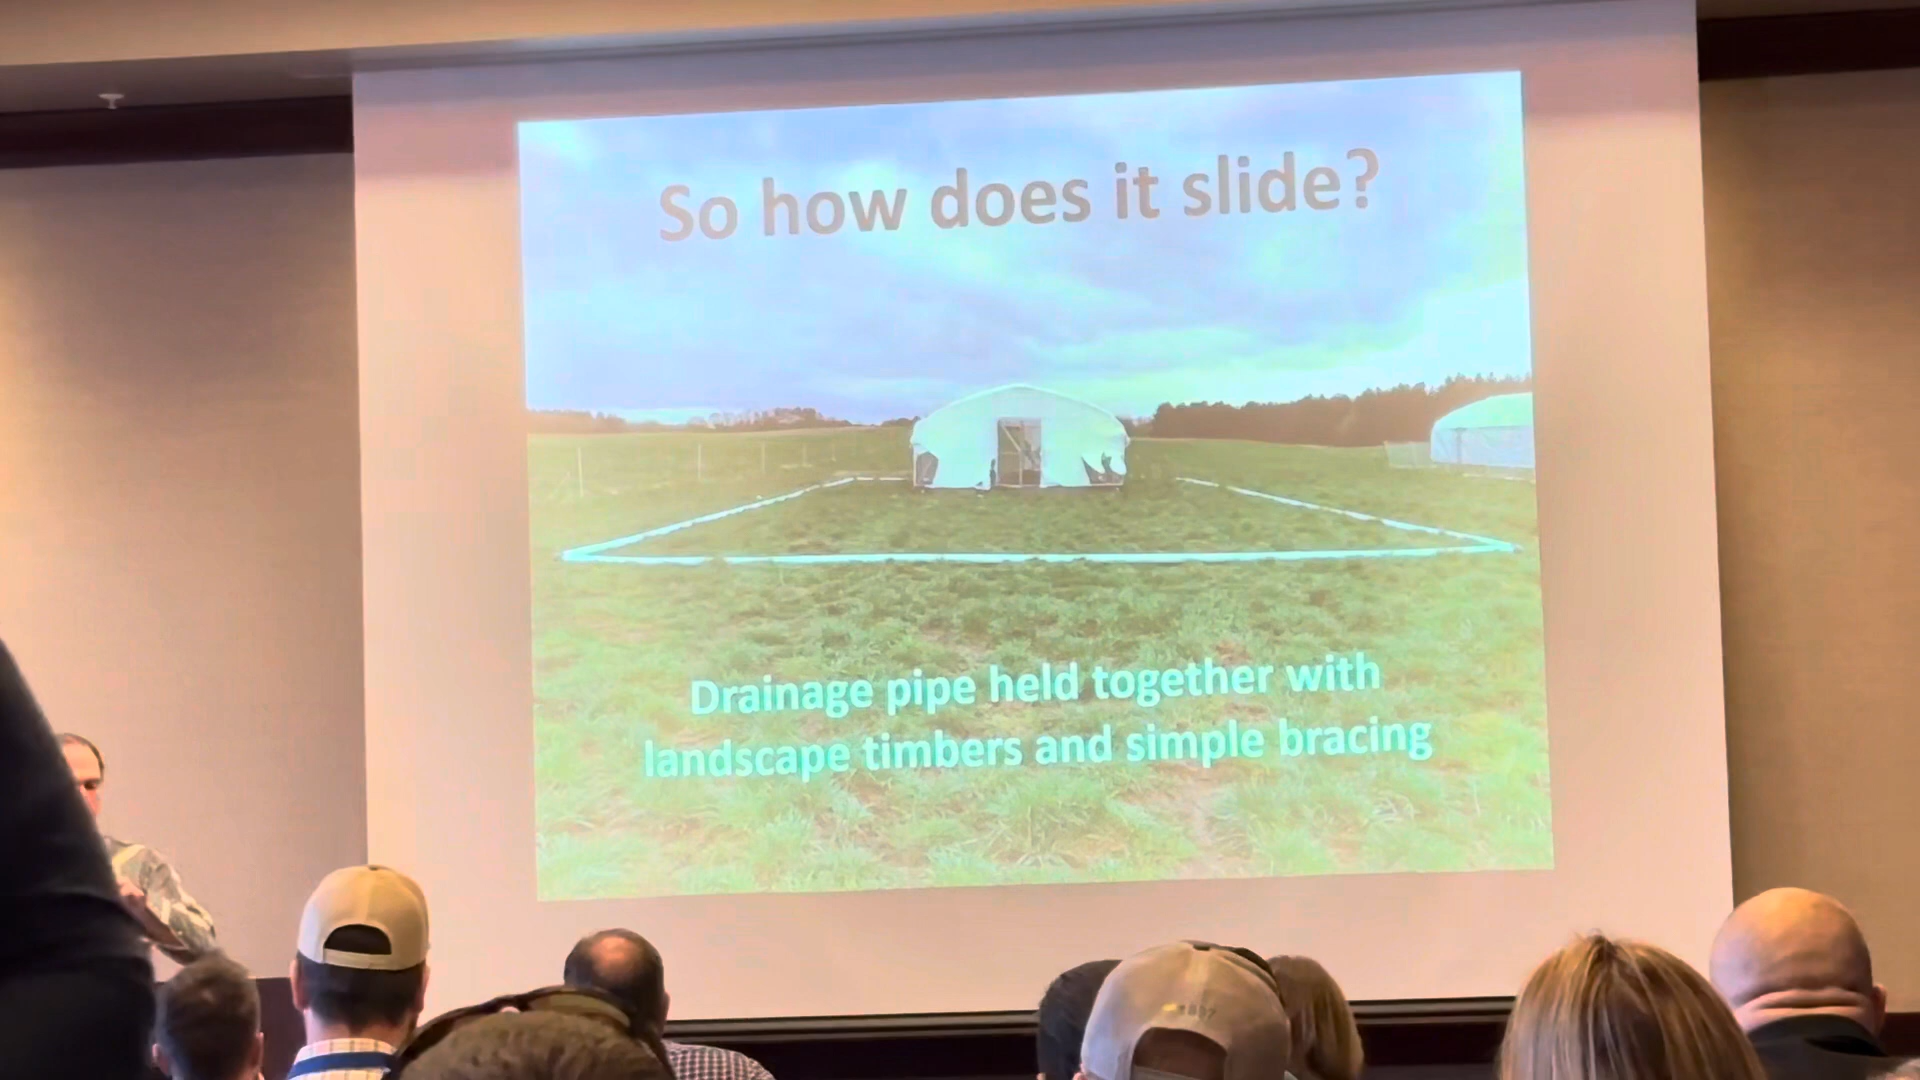 So how does it slide?
Drainage pipe held together with
landscape timbers and simple bracing